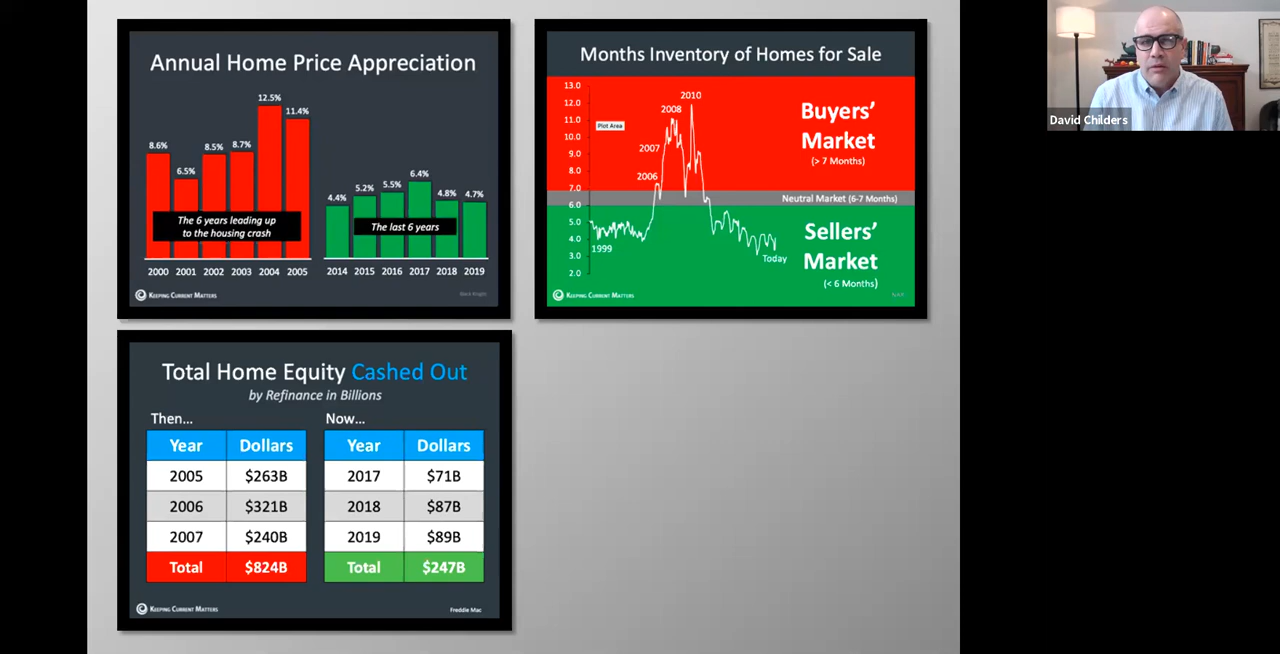 Annual Home Price Appreciation
12.5%
11.4%
8.6%
8.5%
8.7%
6.5%
6.4%
5.5%
5.2%
4.8%
4.7%
4.4%
The 6 years leading up
to the housing crash
The last 6 years
2000 2001 2002 2003 2004 2005 2014 2015 2016 2017 2018 2019
KEEPING CURRENT MATTERS
Months Inventory of Homes for Sale
13.0
12.0
11.0
10.0
9.0
8.0
7.0
6.0
5.0
4.0
3.0
2.0
Plot Area
2010
2008
2007
2006
1999
Today
Buyers’
Market
(> 7 Months)
Neutral Market (6-7 Months)
Sellers’
Market
(< 6 Months)
KEEPING CURRENT MATTERS
NAR
Total Home Equity Cashed Out
by Refinance in Billions
Then...
Year Dollars
2005 $263B
2006 $321B
2007 $240B
Total $824B
Now...
Year Dollars
2017 $71B
2018 $87B
2019 $89B
Total $247B
KEEPING CURRENT MATTERS
Freddie Mac
David Childers